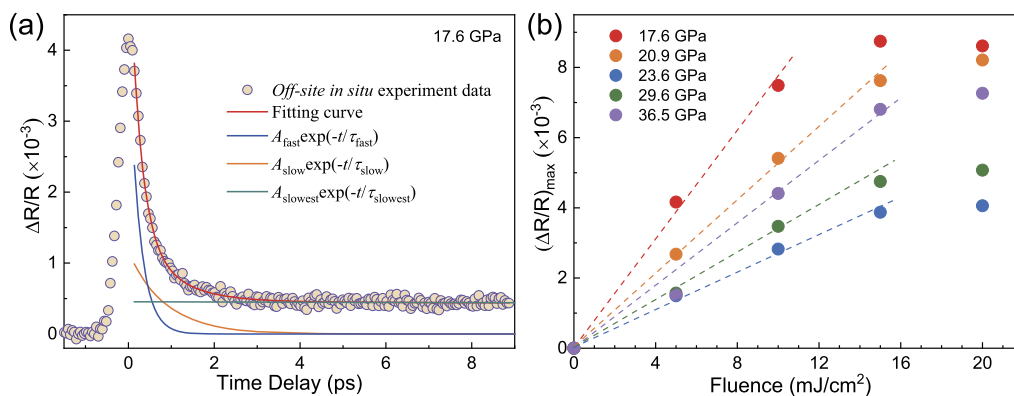 (a)
17.6 GPa
Off-site in situ experiment data
Fitting curve
A_fast exp(-t/τ_fast)
A_slow exp(-t/τ_slow)
A_slowest exp(-t/τ_slowest)
ΔR/R (×10⁻³)
4
3
2
1
0
0 2 4 6 8
Time Delay (ps)
(b)
17.6 GPa
20.9 GPa
23.6 GPa
29.6 GPa
36.5 GPa
(ΔR/R)max (×10⁻³)
8
6
4
2
0
0 4 8 12 16 20
Fluence (mJ/cm²)